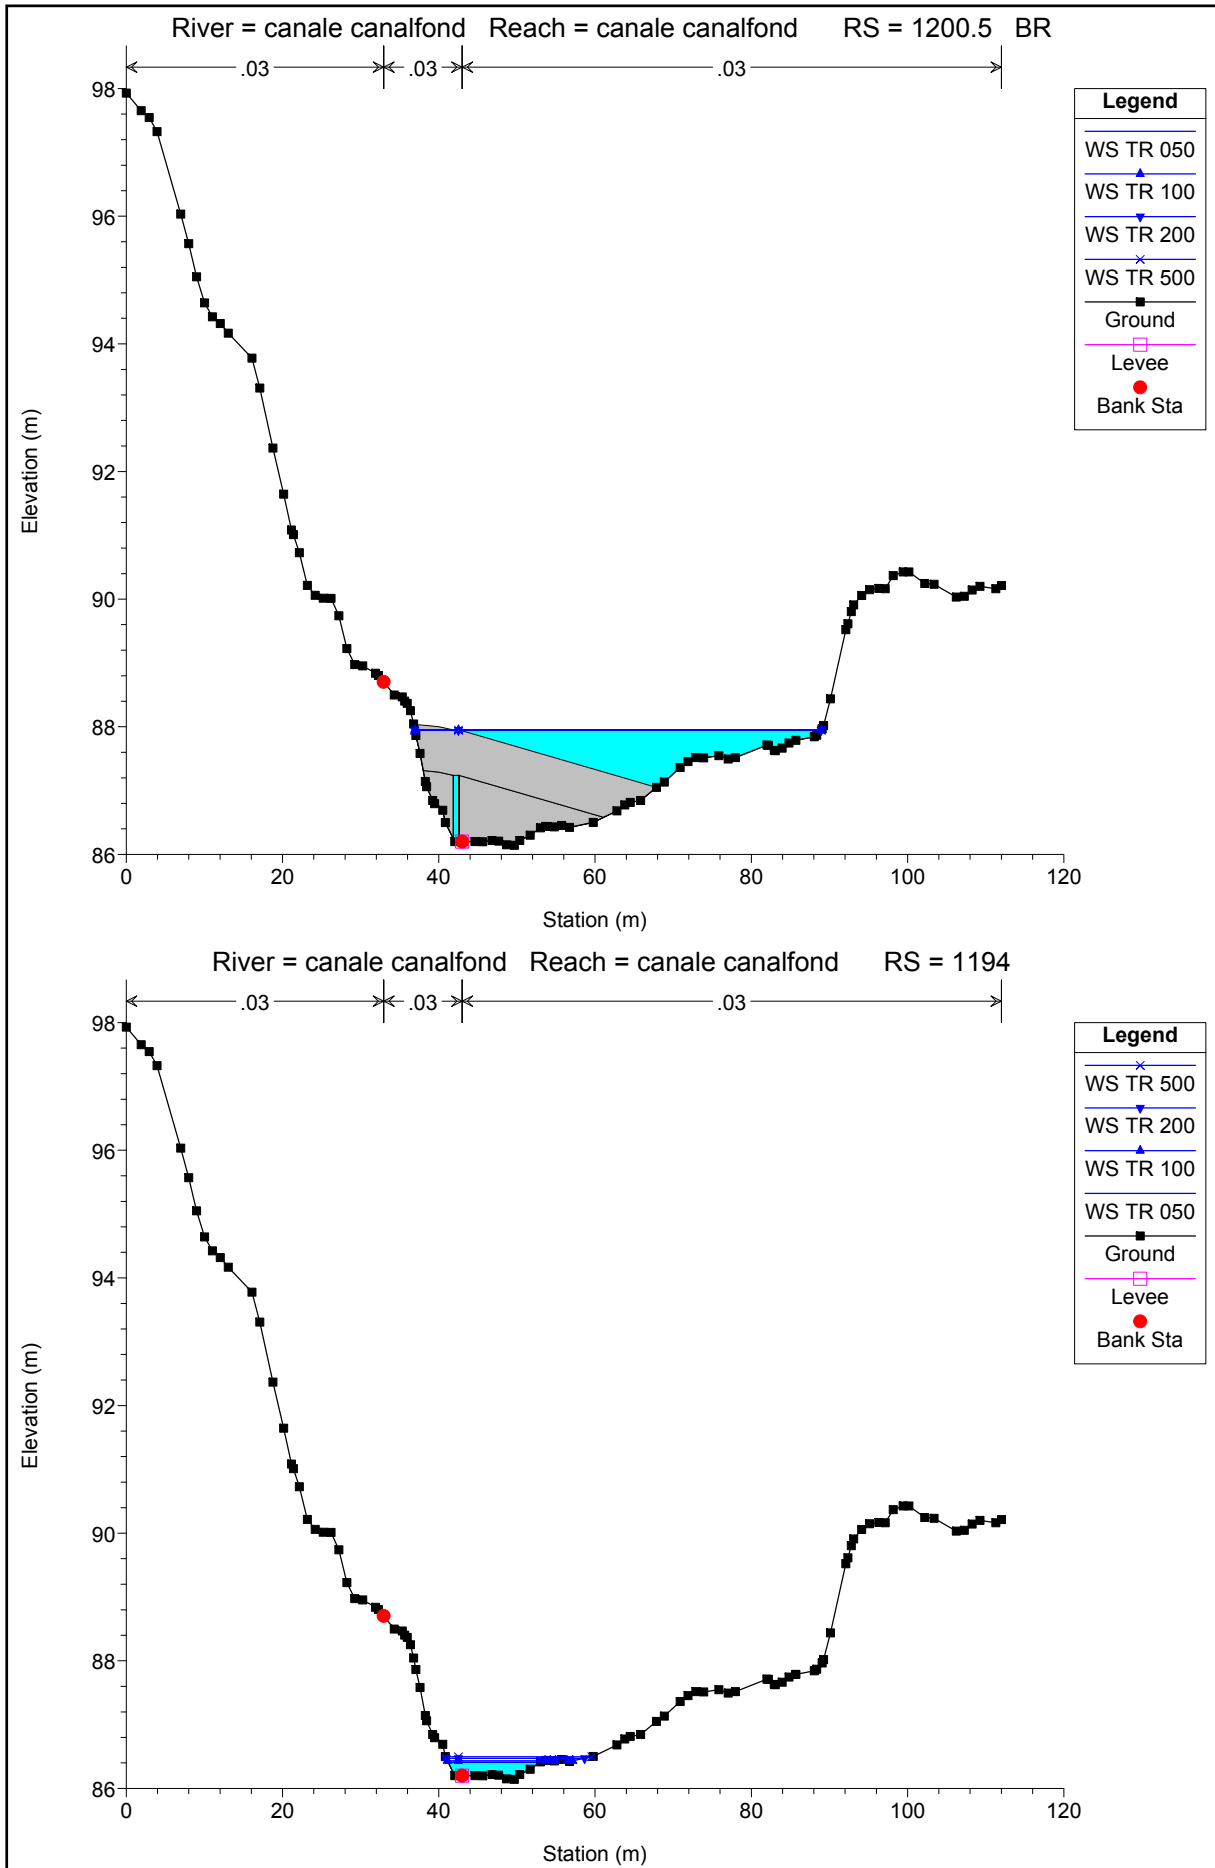 River = canale canalfond   Reach = canale canalfond      RS = 1200.5   BR
.03 .03 .03
98
96
94
92
90
88
86
0 20 40 60 80 100 120
Elevation (m)
Station (m)
Legend
WS TR 050
WS TR 100
WS TR 200
WS TR 500
Ground
Levee
Bank Sta
River = canale canalfond   Reach = canale canalfond      RS = 1194
.03 .03 .03
98
96
94
92
90
88
86
0 20 40 60 80 100 120
Elevation (m)
Station (m)
Legend
WS TR 500
WS TR 200
WS TR 100
WS TR 050
Ground
Levee
Bank Sta